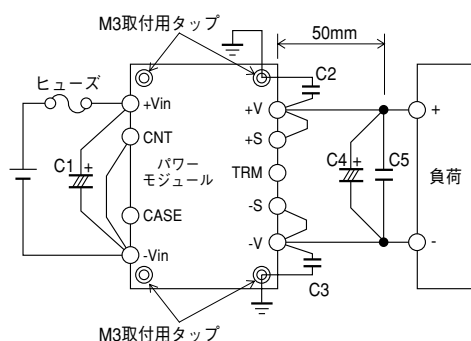 M3取付用タップ
50mm
ヒューズ
C2
+Vin
+V
+
CNT
+S
C1
+
パワー
モジュール
TRM
C4
+
C5
負荷
CASE
-S
-Vin
-V
-
C3
M3取付用タップ